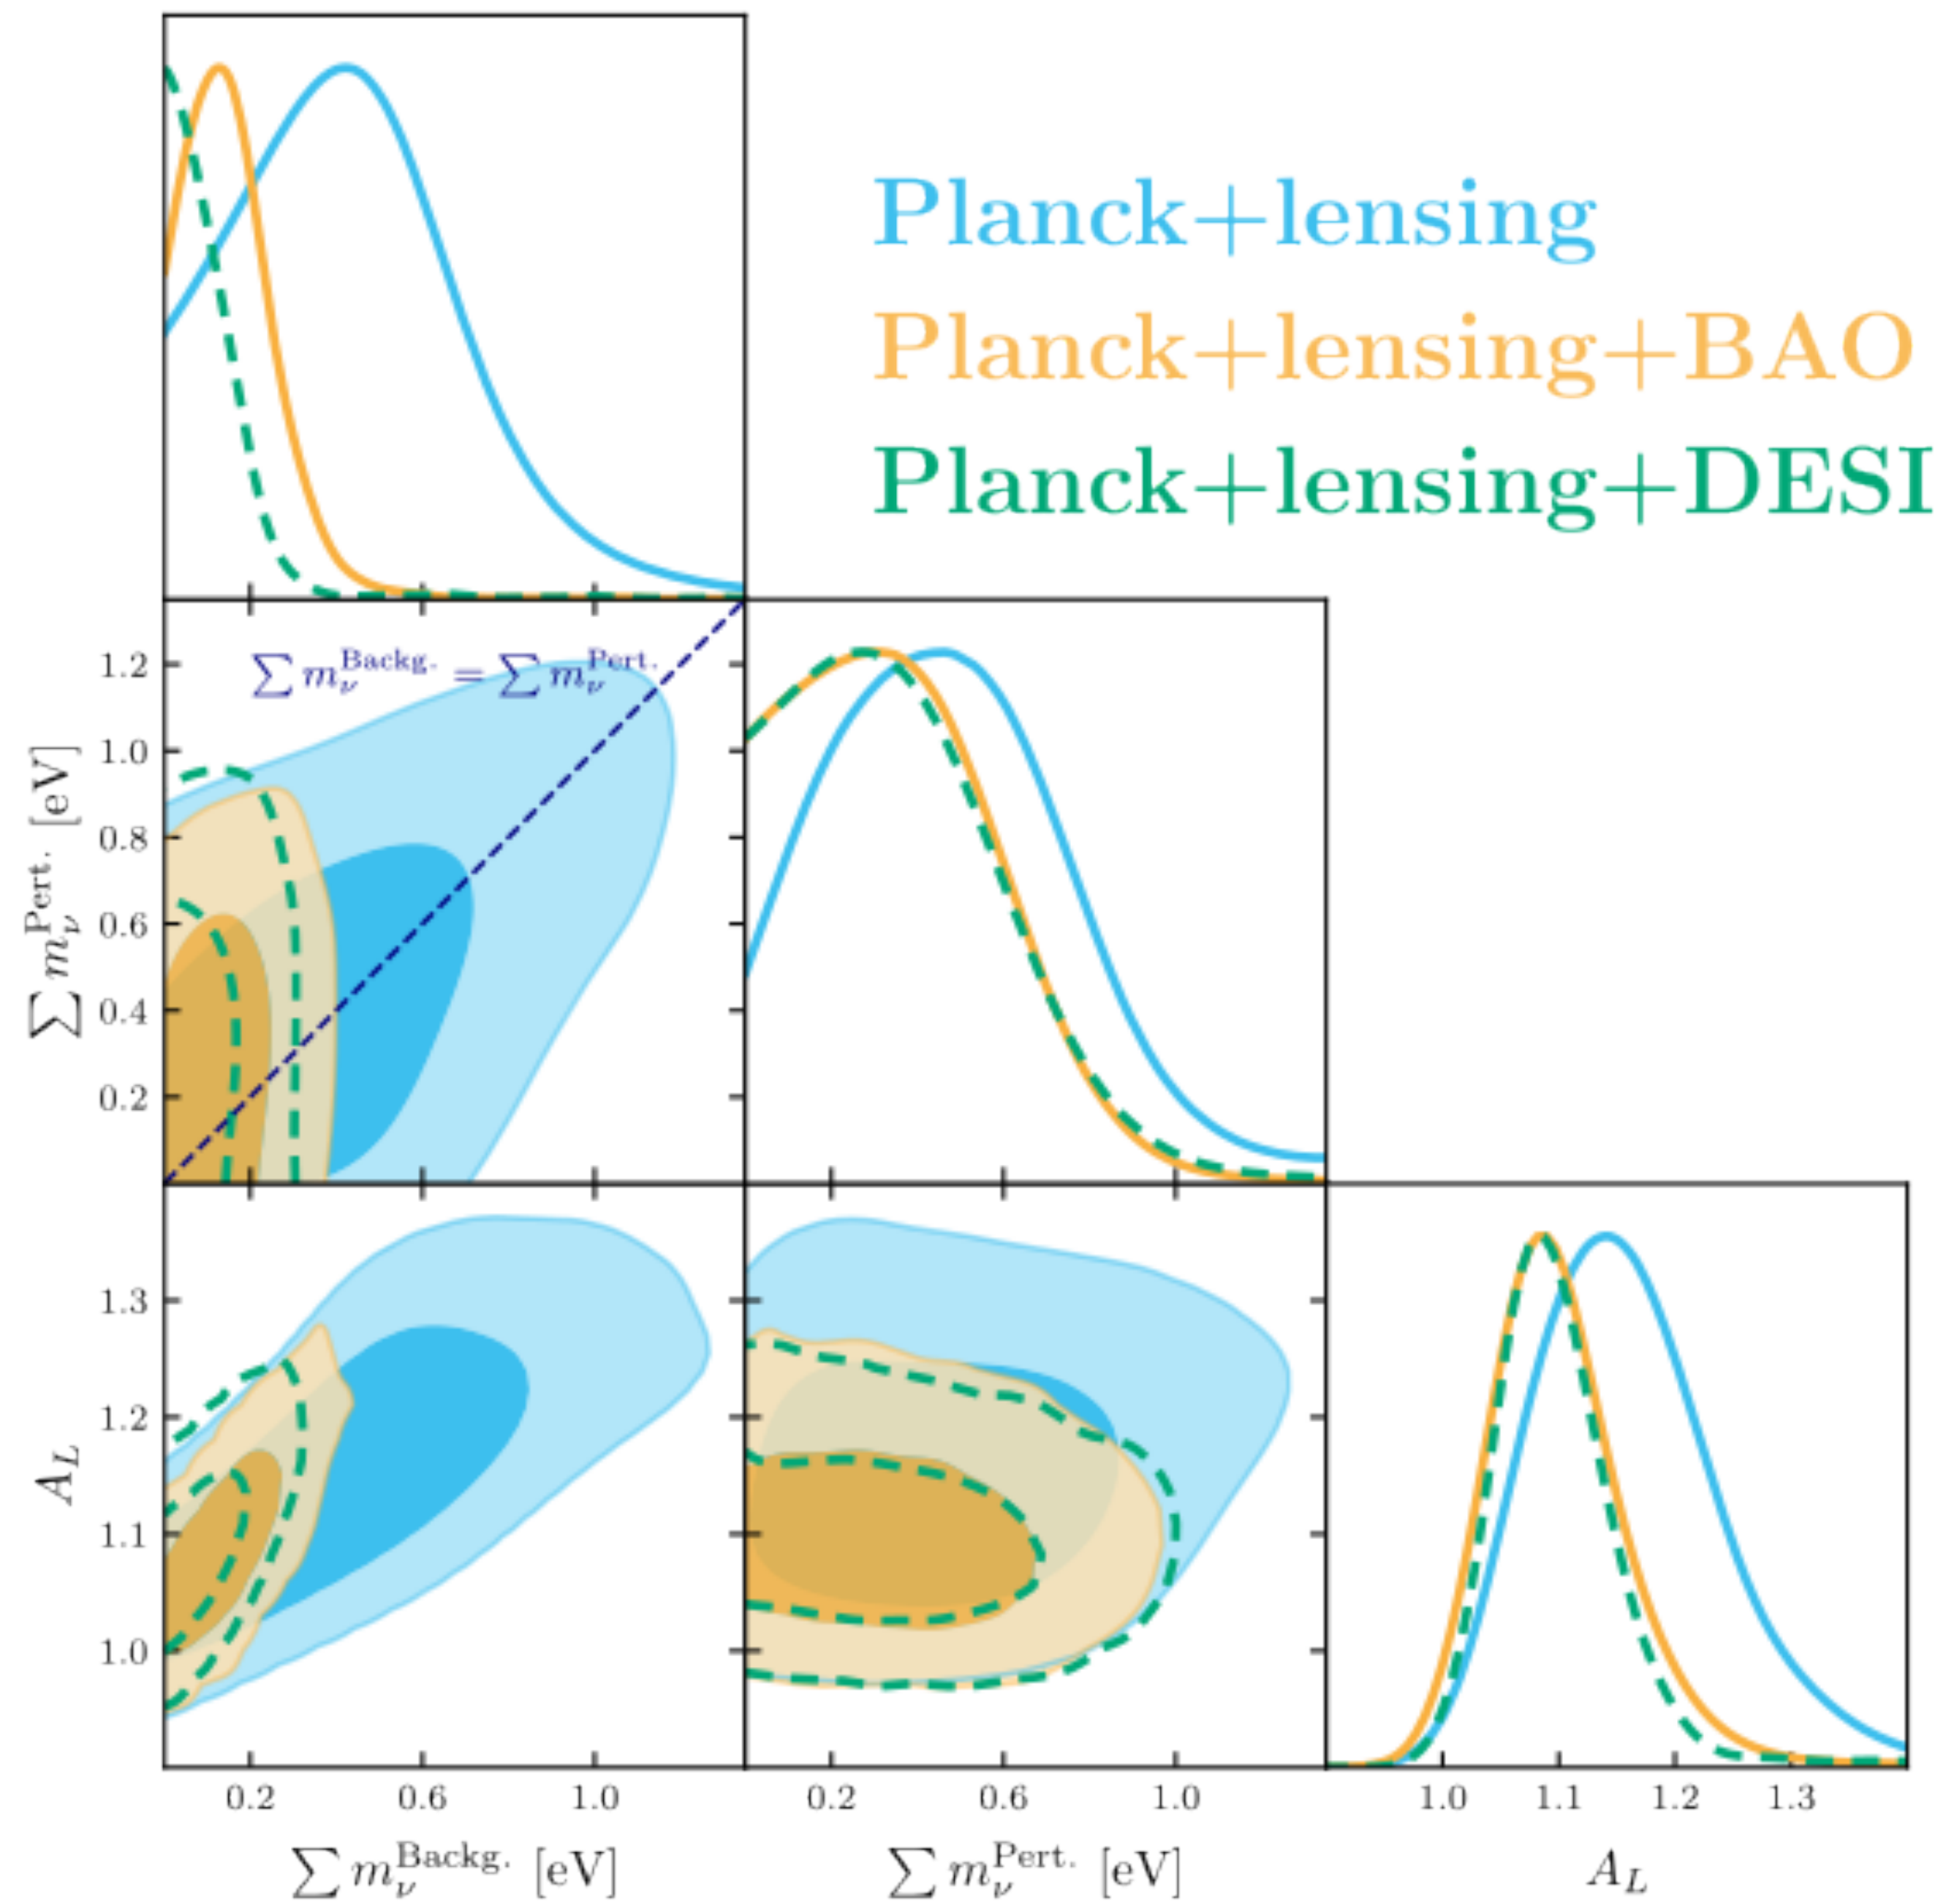 Planck+lensing
Planck+lensing+BAO
Planck+lensing+DESI
∑ m_ν^Backg. = ∑ m_ν^Pert.
∑ m_ν^Pert. [eV]
1.2
1.0
0.8
0.6
0.4
0.2
A_L
1.3
1.2
1.1
1.0
0.2 0.6 1.0 0.2 0.6 1.0 1.0 1.1 1.2 1.3
∑ m_ν^Backg. [eV] ∑ m_ν^Pert. [eV] A_L